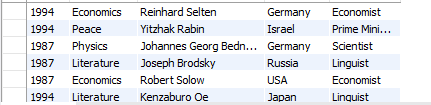 1994 Economics Reinhard Selten Germany Economist
1994 Peace Yitzhak Rabin Israel Prime Mini...
1987 Physics Johannes Georg Bedn... Germany Scientist
1987 Literature Joseph Brodsky Russia Linguist
1987 Economics Robert Solow USA Economist
1994 Literature Kenzaburo Oe Japan Linguist